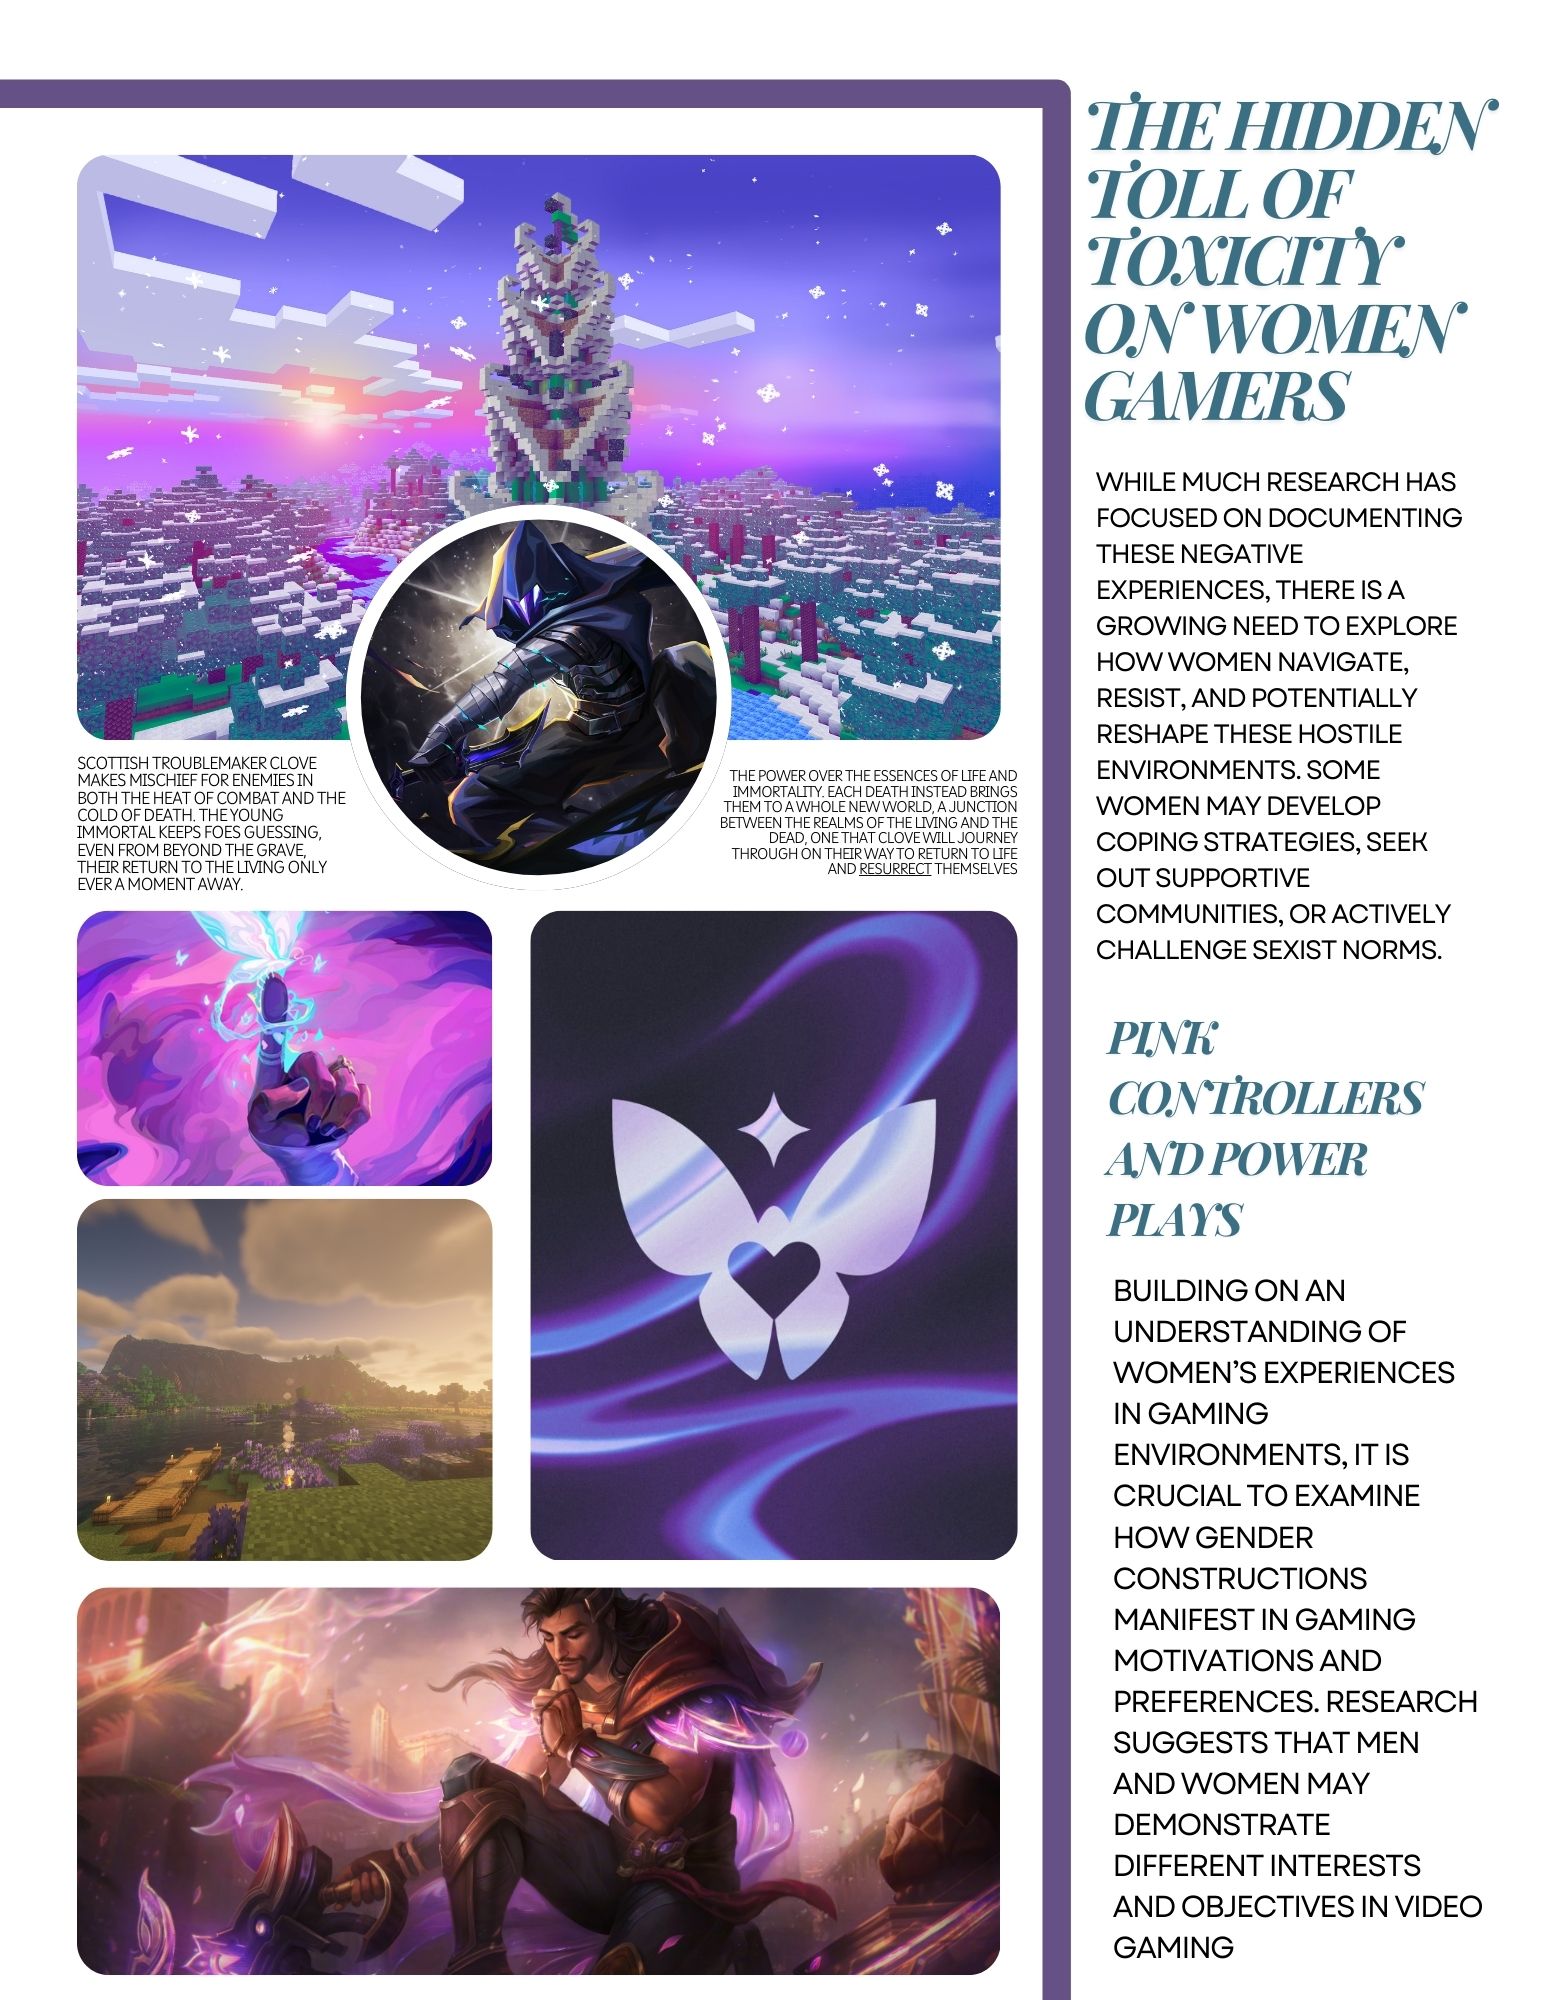 THE HIDDEN
TOLL OF
TOXICITY
ON WOMEN
GAMERS
WHILE MUCH RESEARCH HAS
FOCUSED ON DOCUMENTING
THESE NEGATIVE
EXPERIENCES, THERE IS A
GROWING NEED TO EXPLORE
HOW WOMEN NAVIGATE,
RESIST, AND POTENTIALLY
RESHAPE THESE HOSTILE
ENVIRONMENTS. SOME
WOMEN MAY DEVELOP
COPING STRATEGIES, SEEK
OUT SUPPORTIVE
COMMUNITIES, OR ACTIVELY
CHALLENGE SEXIST NORMS.
PINK
CONTROLLERS
AND POWER
PLAYS
BUILDING ON AN
UNDERSTANDING OF
WOMEN’S EXPERIENCES
IN GAMING
ENVIRONMENTS, IT IS
CRUCIAL TO EXAMINE
HOW GENDER
CONSTRUCTIONS
MANIFEST IN GAMING
MOTIVATIONS AND
PREFERENCES. RESEARCH
SUGGESTS THAT MEN
AND WOMEN MAY
DEMONSTRATE
DIFFERENT INTERESTS
AND OBJECTIVES IN VIDEO
GAMING
SCOTTISH TROUBLEMAKER CLOVE
MAKES MISCHIEF FOR ENEMIES IN
BOTH THE HEAT OF COMBAT AND THE
COLD OF DEATH. THE YOUNG
IMMORTAL KEEPS FOES GUESSING,
EVEN FROM BEYOND THE GRAVE,
THEIR RETURN TO THE LIVING ONLY
EVER A MOMENT AWAY.
THE POWER OVER THE ESSENCES OF LIFE AND
IMMORTALITY. EACH DEATH INSTEAD BRINGS
THEM TO A WHOLE NEW WORLD, A JUNCTION
BETWEEN THE REALMS OF THE LIVING AND THE
DEAD, ONE THAT CLOVE WILL JOURNEY
THROUGH ON THEIR WAY TO RETURN TO LIFE
AND RESURRECT THEMSELVES